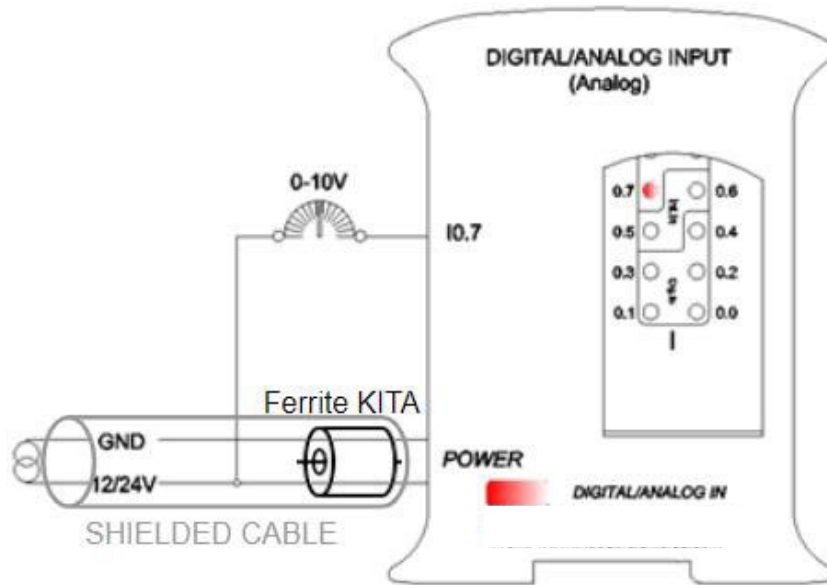 DIGITAL/ANALOG INPUT
(Analog)
0-10V
I0.7
0.7 0.6
0.5 0.4
0.3 0.2
0.1 0.0
I
Ferrite KITA
GND
12/24V
POWER
DIGITAL/ANALOG IN
SHIELDED CABLE